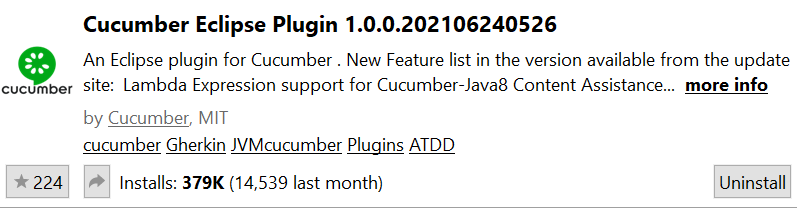 Cucumber Eclipse Plugin 1.0.0.202106240526
An Eclipse plugin for Cucumber . New Feature list in the version available from the update
site: Lambda Expression support for Cucumber-Java8 Content Assistance... more info
cucumber
by Cucumber, MIT
cucumber Gherkin JVMcucumber Plugins ATDD
224 Installs: 379K (14,539 last month) Uninstall